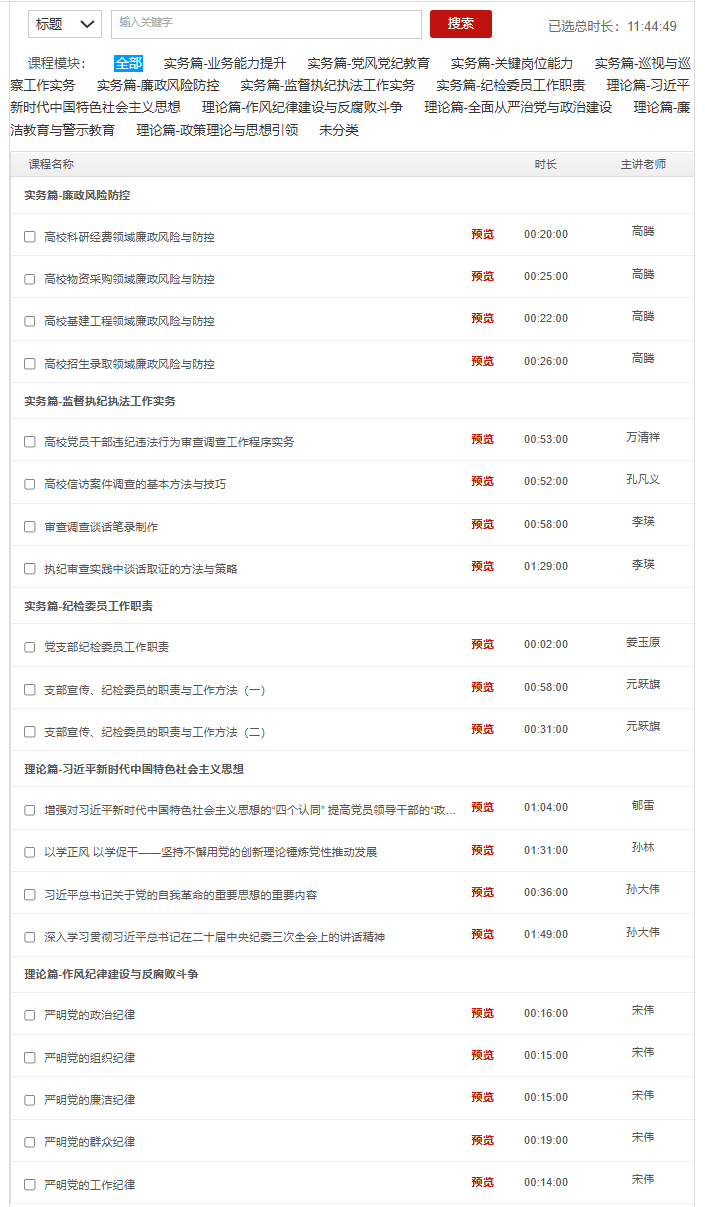 标题 输入关键字 搜索 已选总时长：11:44:49
课程模块： 全部 实务篇-业务能力提升 实务篇-党风党纪教育 实务篇-关键岗位能力 实务篇-巡视与巡
察工作实务 实务篇-廉政风险防控 实务篇-监督执纪执法工作实务 实务篇-纪检委员工作职责 理论篇-习近平
新时代中国特色社会主义思想 理论篇-作风纪律建设与反腐败斗争 理论篇-全面从严治党与政治建设 理论篇-廉
洁教育与警示教育 理论篇-政策理论与思想引领 未分类
课程名称 时长 主讲老师
实务篇-廉政风险防控
高校科研经费领域廉政风险与防控 预览 00:20:00 高腾
高校物资采购领域廉政风险与防控 预览 00:25:00 高腾
高校基建工程领域廉政风险与防控 预览 00:22:00 高腾
高校招生录取领域廉政风险与防控 预览 00:26:00 高腾
实务篇-监督执纪执法工作实务
高校党员干部违纪违法行为审查调查工作程序实务 预览 00:53:00 万清祥
高校信访案件调查的基本方法与技巧 预览 00:52:00 孔凡义
审查调查谈话笔录制作 预览 00:58:00 李瑛
执纪审查实践中谈话取证的方法与策略 预览 01:29:00 李瑛
实务篇-纪检委员工作职责
党支部纪检委员工作职责 预览 00:02:00 姜玉原
支部宣传、纪检委员的职责与工作方法（一） 预览 00:58:00 元跃旗
支部宣传、纪检委员的职责与工作方法（二） 预览 00:31:00 元跃旗
理论篇-习近平新时代中国特色社会主义思想
增强对习近平新时代中国特色社会主义思想的“四个认同” 提高党员领导干部的“政... 预览 01:04:00 郇雷
以学正风 以学促干——坚持不懈用党的创新理论锤炼党性推动发展 预览 01:31:00 孙林
习近平总书记关于党的自我革命的重要思想的重要内容 预览 00:36:00 孙大伟
深入学习贯彻习近平总书记在二十届中央纪委三次全会上的讲话精神 预览 01:49:00 孙大伟
理论篇-作风纪律建设与反腐败斗争
严明党的政治纪律 预览 00:16:00 宋伟
严明党的组织纪律 预览 00:15:00 宋伟
严明党的廉洁纪律 预览 00:15:00 宋伟
严明党的群众纪律 预览 00:19:00 宋伟
严明党的工作纪律 预览 00:14:00 宋伟